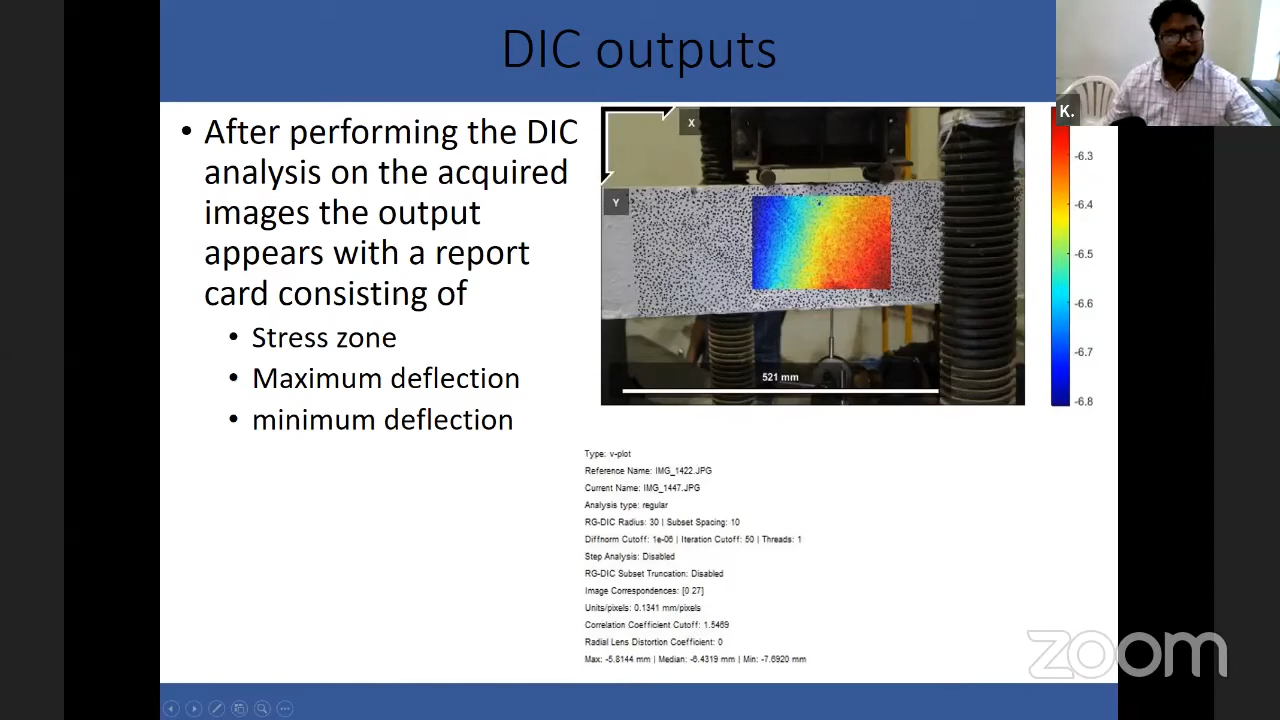 DIC outputs
K.
• After performing the DIC
analysis on the acquired
images the output
appears with a report
card consisting of
• Stress zone
• Maximum deflection
• minimum deflection
X
Y
521 mm
-6.3
-6.4
-6.5
-6.6
-6.7
-6.8
Type: v-plot
Reference Name: IMG_1422.JPG
Current Name: IMG_1447.JPG
Analysis type: regular
RG-DIC Radius: 30 | Subset Spacing: 10
Diffnorm Cutoff: 1e-06 | Iteration Cutoff: 50 | Threads: 1
Step Analysis: Disabled
RG-DIC Subset Truncation: Disabled
Image Correspondences: [0 27]
Units/pixels: 0.1341 mm/pixels
Correlation Coefficient Cutoff: 1.5469
Radial Lens Distortion Coefficient: 0
Max: -5.8144 mm | Median: -6.4319 mm | Min: -7.6920 mm
zoom